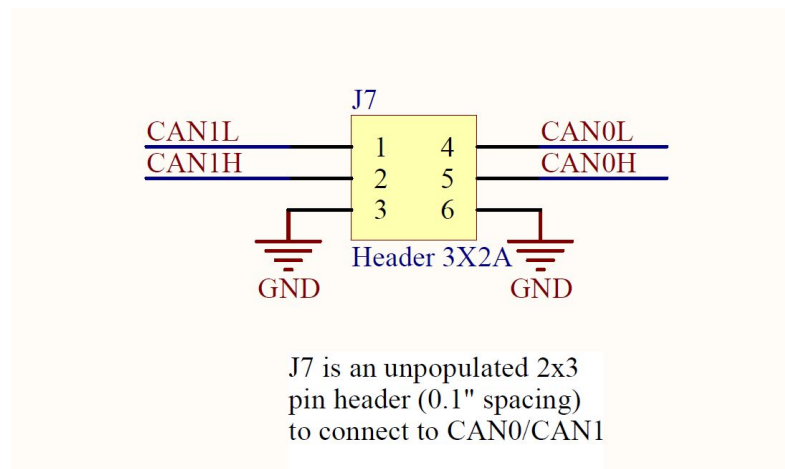 J7
CAN1L 1 4 CAN0L
CAN1H 2 5 CAN0H
3 6
Header 3X2A
GND GND
J7 is an unpopulated 2x3
pin header (0.1" spacing)
to connect to CAN0/CAN1